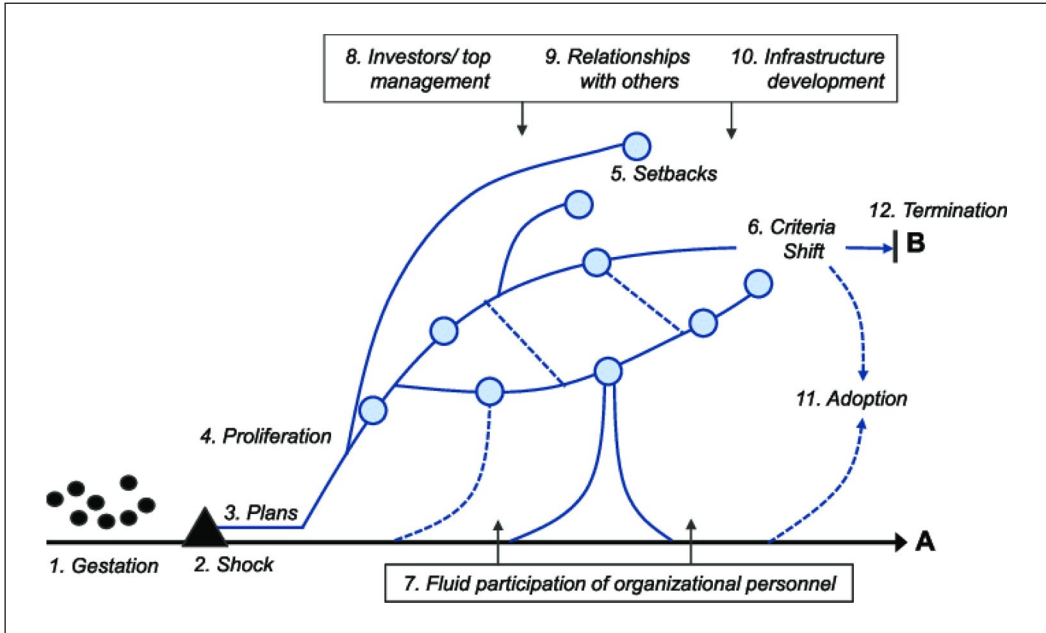 8. Investors/ top
management
9. Relationships
with others
10. Infrastructure
development
5. Setbacks
12. Termination
6. Criteria
Shift
B
11. Adoption
4. Proliferation
3. Plans
A
1. Gestation
2. Shock
7. Fluid participation of organizational personnel